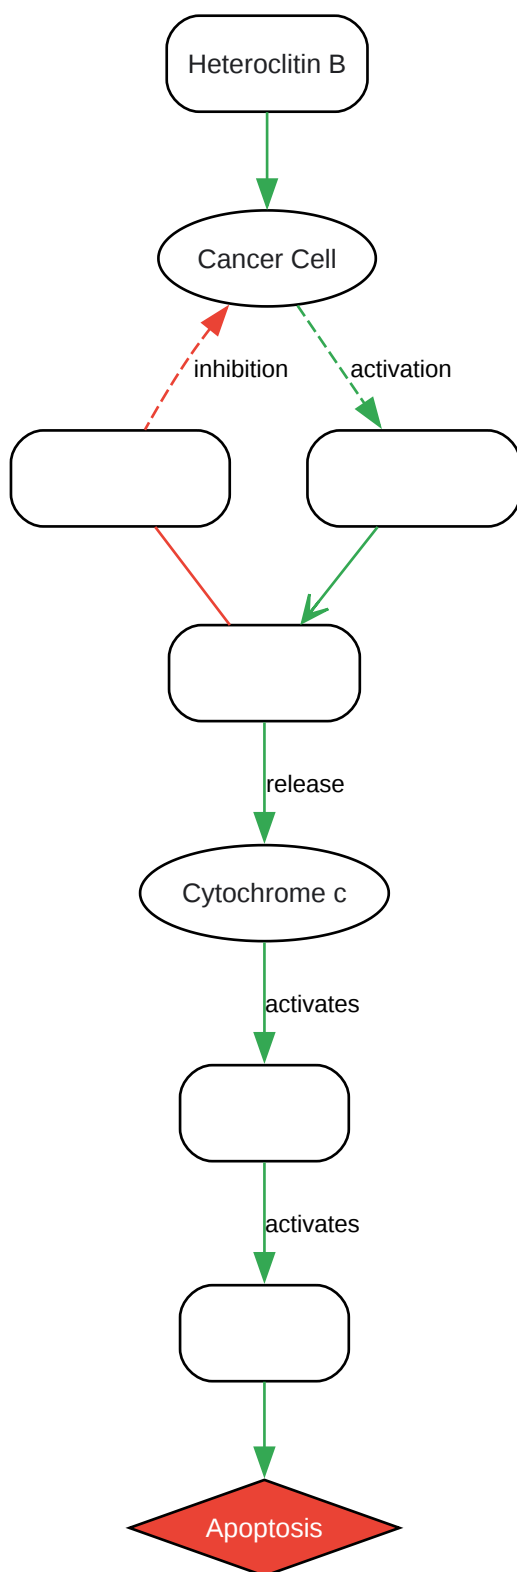 Heteroclitin B
Cancer Cell
inhibition
activation
release
Cytochrome c
activates
activates
Apoptosis